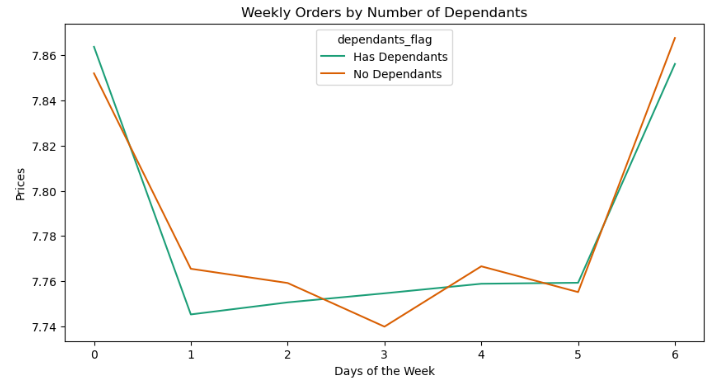 Weekly Orders by Number of Dependants
dependants_flag
Has Dependants
No Dependants
Prices
7.86
7.84
7.82
7.80
7.78
7.76
7.74
0 1 2 3 4 5 6
Days of the Week